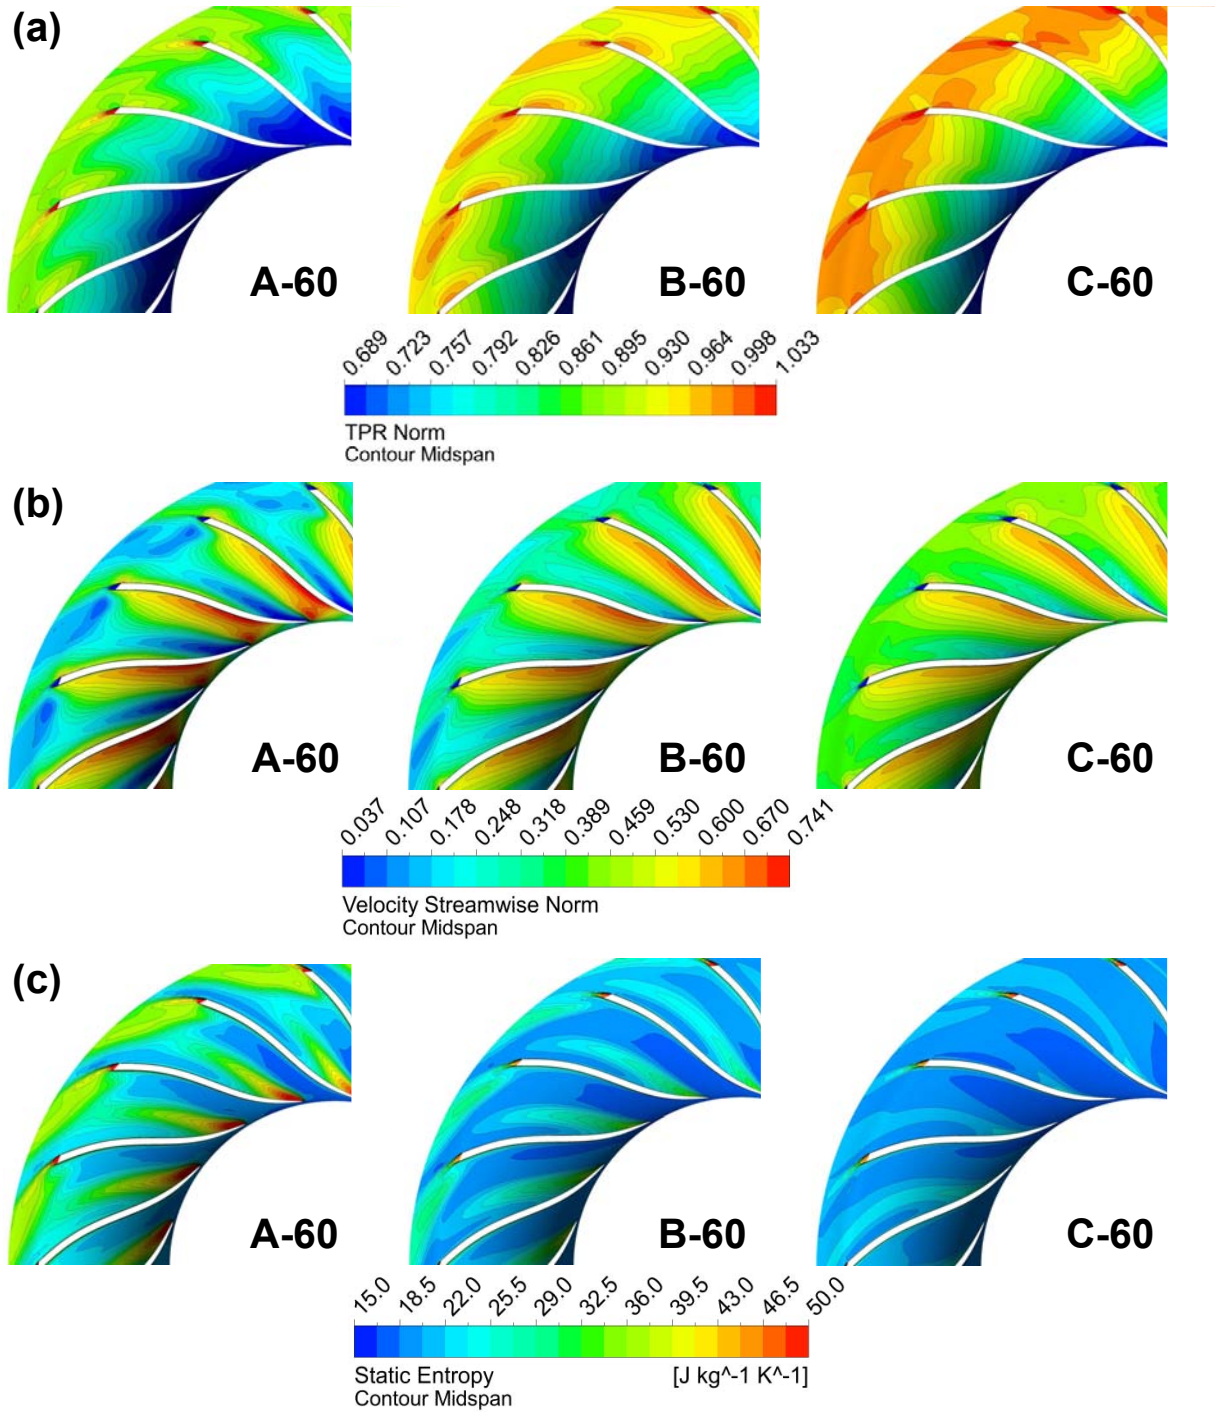 (a)
A-60 B-60 C-60
0.689 0.723 0.757 0.792 0.826 0.861 0.895 0.930 0.964 0.998 1.033
TPR Norm
Contour Midspan
(b)
A-60 B-60 C-60
0.037 0.107 0.178 0.248 0.318 0.389 0.459 0.530 0.600 0.670 0.741
Velocity Streamwise Norm
Contour Midspan
(c)
A-60 B-60 C-60
15.0 18.5 22.0 25.5 29.0 32.5 36.0 39.5 43.0 46.5 50.0
Static Entropy [J kg^-1 K^-1]
Contour Midspan